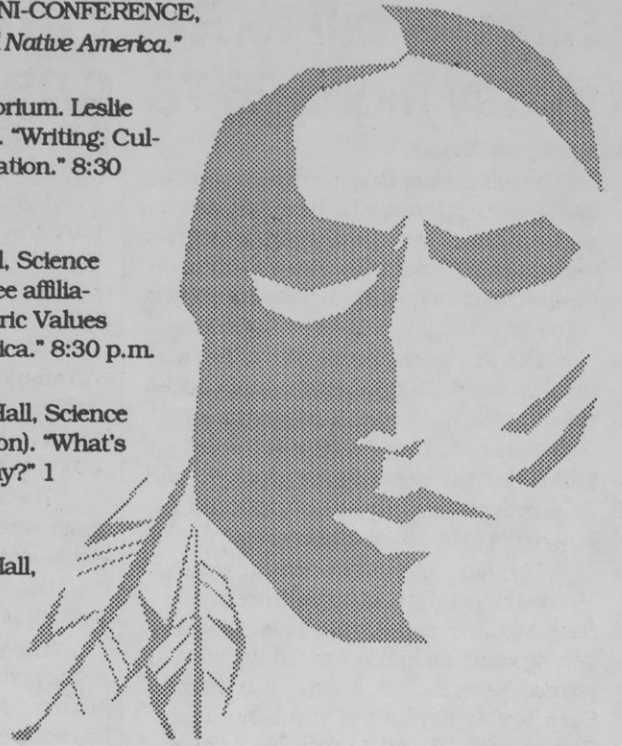 NI-CONFERENCE,
Native America."
orium. Leslie
. "Writing: Cul-
ation." 8:30
l, Science
ee affilia-
ric Values
ica." 8:30 p.m.
Hall, Science
on). "What's
y?" 1
Hall,